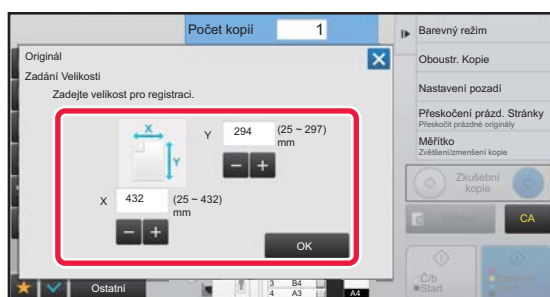 Počet kopií 1
Originál
Zadání Velikosti
Zadejte velikost pro registraci.
X
Y
Y 294 (25 ~ 297)
mm
X 432 (25 ~ 432)
mm
OK
Ostatní
3 B4
4 A3
A4
Barevný režim
Oboustr. Kopie
Nastavení pozadí
Přeskočení prázd. Stránky
Přeskočit prázdné originály
Měřítko
Zvětšení/zmenšení kopie
Zkušební
kopie
CA
Č/b
Start